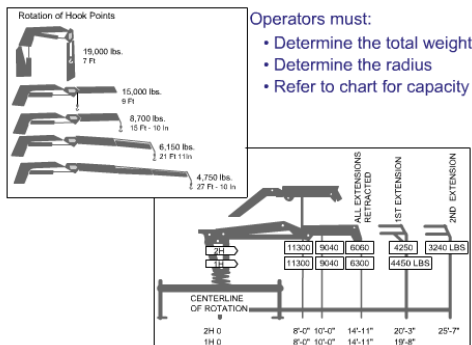 Rotation of Hook Points
19,000 lbs.
7 Ft
15,000 lbs.
9 Ft
8,700 lbs.
15 Ft - 10 In
6,150 lbs.
21 Ft 11In
4,750 lbs.
27 Ft - 10 In
Operators must:
• Determine the total weight
• Determine the radius
• Refer to chart for capacity
ALL EXTENSIONS
RETRACTED
1ST EXTENSION
2ND EXTENSION
2H 11300 9040 6060 4250 3240 LBS
1H 11300 9040 6300 4450 LBS
CENTERLINE
OF ROTATION
2H 0 8'-0" 10'-0" 14'-11" 20'-3" 25'-7"
1H 0 8'-0" 10'-0" 14'-11" 19'-8"